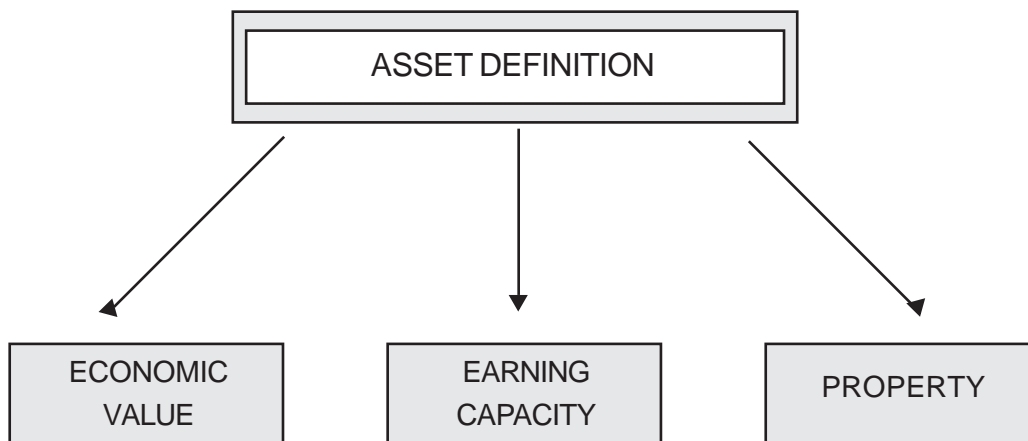 ASSET DEFINITION
ECONOMIC
VALUE
EARNING
CAPACITY
PROPERTY